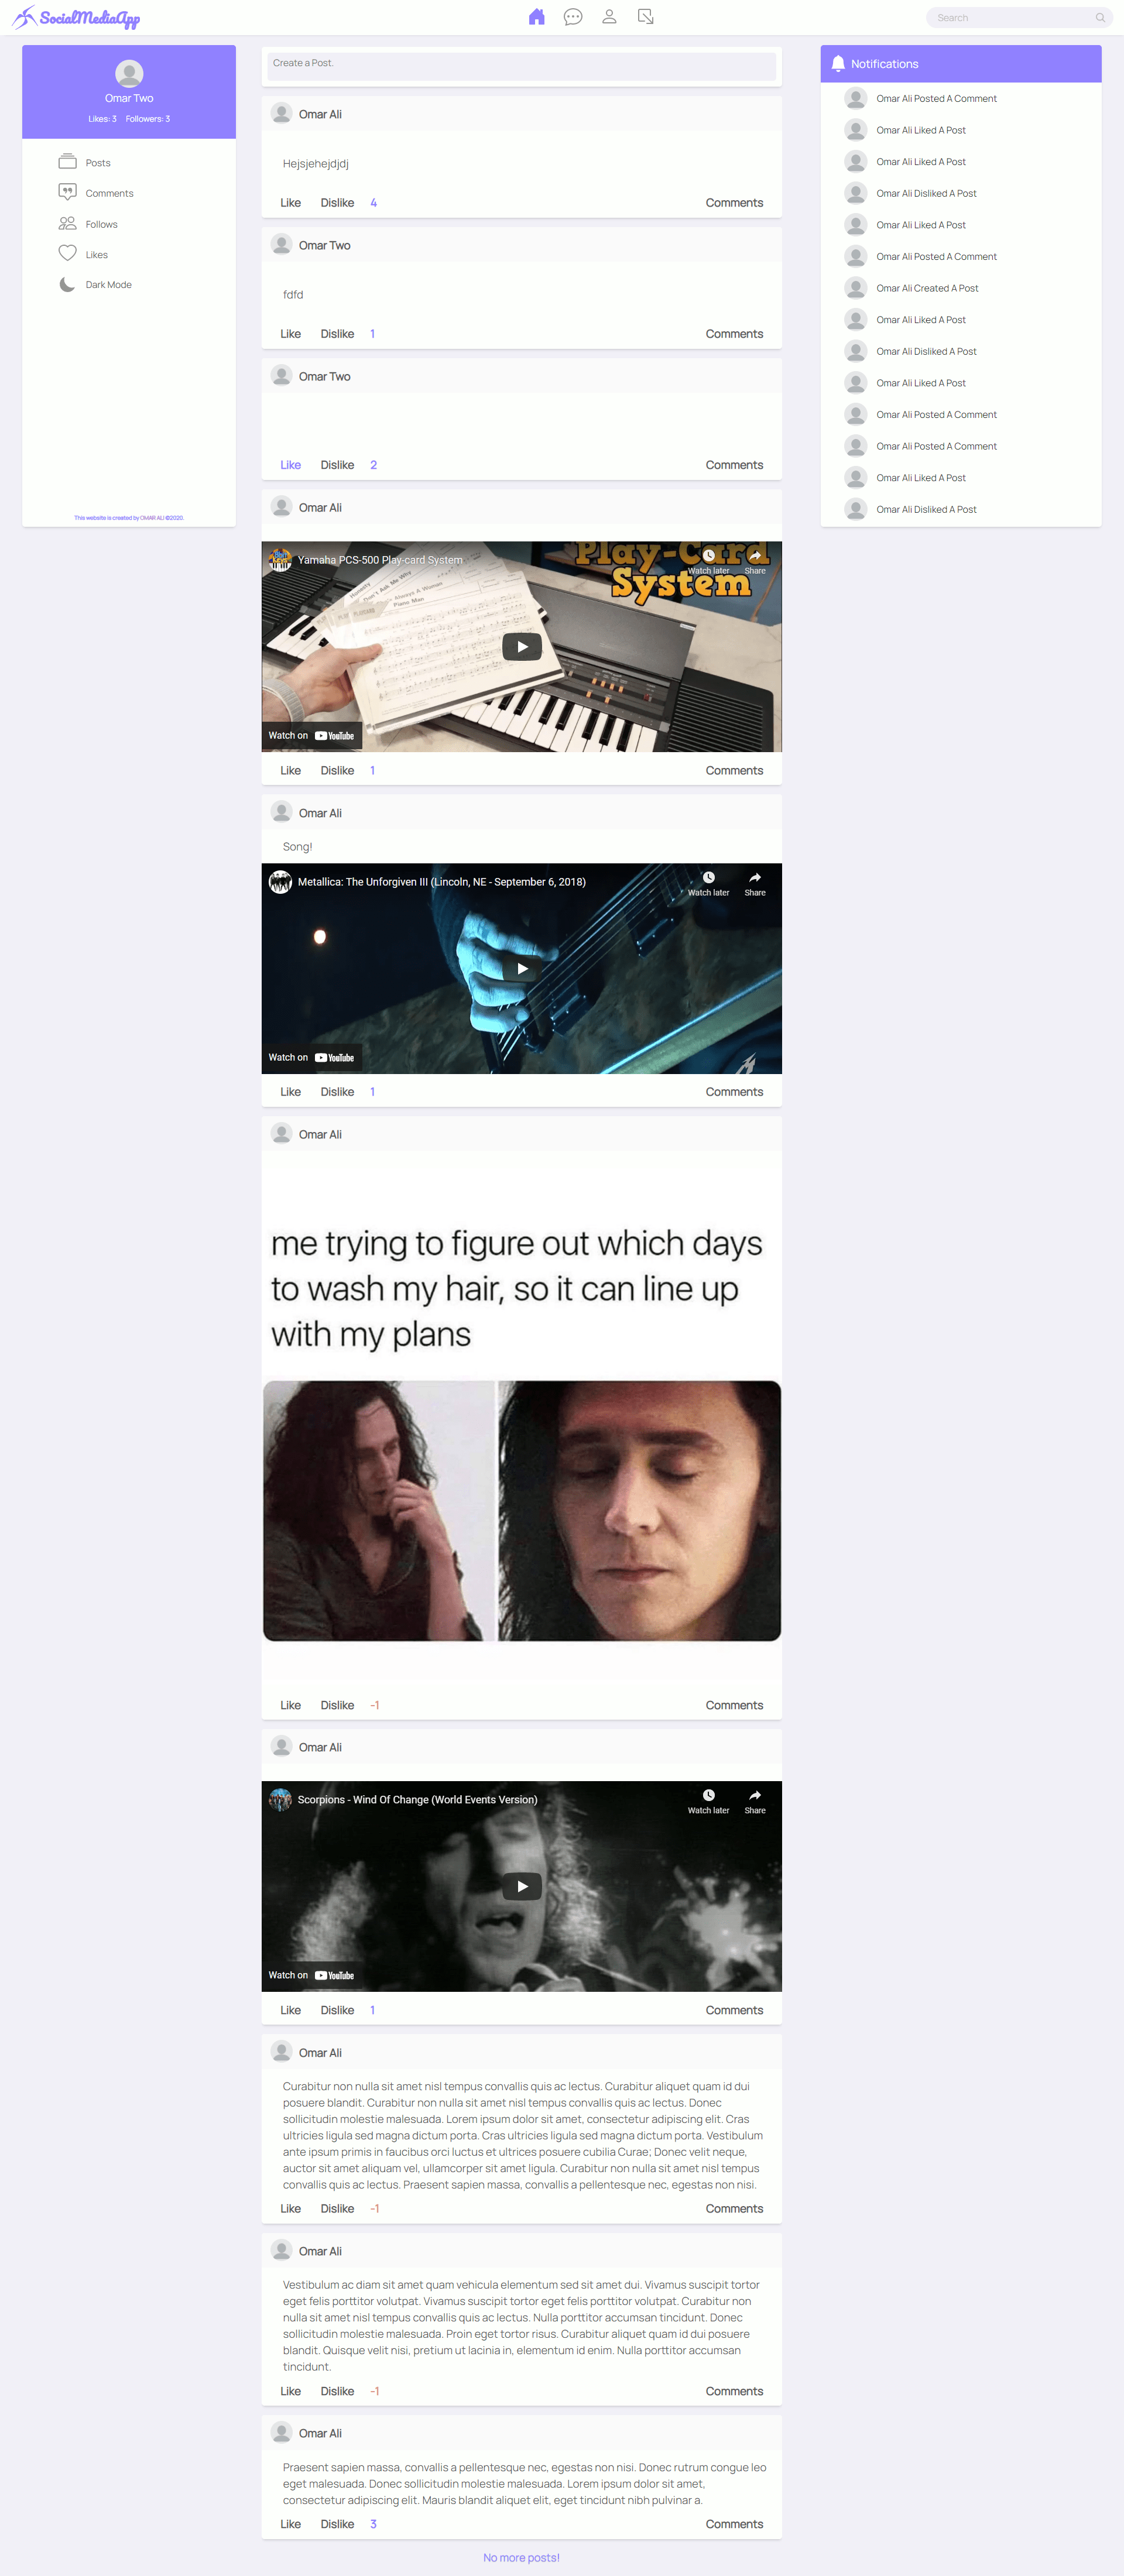 SocialMediaApp
Search
Omar Two
Likes: 3 Followers: 3
Posts
Comments
Follows
Likes
Dark Mode
This website is created by OMAR ALI ©2020.
Create a Post.
Omar Ali
Hejsjehejdjdj
Like Dislike 4 Comments
Omar Two
fdfd
Like Dislike 1 Comments
Omar Two
Like Dislike 2 Comments
Omar Ali
Yamaha PCS-500 Play-card System
Play-Card
System
Watch later Share
Honesty
Don't Ask Me Why
Always A Woman
Piano Man
Watch on YouTube
Like Dislike 1 Comments
Omar Ali
Song!
Metallica: The Unforgiven III (Lincoln, NE - September 6, 2018)
Watch later Share
Watch on YouTube
Like Dislike 1 Comments
Omar Ali
me trying to figure out which days
to wash my hair, so it can line up
with my plans
Like Dislike -1 Comments
Omar Ali
Scorpions - Wind Of Change (World Events Version)
Watch later Share
Watch on YouTube
Like Dislike 1 Comments
Omar Ali
Curabitur non nulla sit amet nisl tempus convallis quis ac lectus. Curabitur aliquet quam id dui
posuere blandit. Curabitur non nulla sit amet nisl tempus convallis quis ac lectus. Donec
sollicitudin molestie malesuada. Lorem ipsum dolor sit amet, consectetur adipiscing elit. Cras
ultricies ligula sed magna dictum porta. Cras ultricies ligula sed magna dictum porta. Vestibulum
ante ipsum primis in faucibus orci luctus et ultrices posuere cubilia Curae; Donec velit neque,
auctor sit amet aliquam vel, ullamcorper sit amet ligula. Curabitur non nulla sit amet nisl tempus
convallis quis ac lectus. Praesent sapien massa, convallis a pellentesque nec, egestas non nisi.
Like Dislike -1 Comments
Omar Ali
Vestibulum ac diam sit amet quam vehicula elementum sed sit amet dui. Vivamus suscipit tortor
eget felis porttitor volutpat. Vivamus suscipit tortor eget felis porttitor volutpat. Curabitur non
nulla sit amet nisl tempus convallis quis ac lectus. Nulla porttitor accumsan tincidunt. Donec
sollicitudin molestie malesuada. Proin eget tortor risus. Curabitur aliquet quam id dui posuere
blandit. Quisque velit nisi, pretium ut lacinia in, elementum id enim. Nulla porttitor accumsan
tincidunt.
Like Dislike -1 Comments
Omar Ali
Praesent sapien massa, convallis a pellentesque nec, egestas non nisi. Donec rutrum congue leo
eget malesuada. Donec sollicitudin molestie malesuada. Lorem ipsum dolor sit amet,
consectetur adipiscing elit. Mauris blandit aliquet elit, eget tincidunt nibh pulvinar a.
Like Dislike 3 Comments
No more posts!
Notifications
Omar Ali Posted A Comment
Omar Ali Liked A Post
Omar Ali Liked A Post
Omar Ali Disliked A Post
Omar Ali Liked A Post
Omar Ali Posted A Comment
Omar Ali Created A Post
Omar Ali Liked A Post
Omar Ali Disliked A Post
Omar Ali Liked A Post
Omar Ali Posted A Comment
Omar Ali Posted A Comment
Omar Ali Liked A Post
Omar Ali Disliked A Post